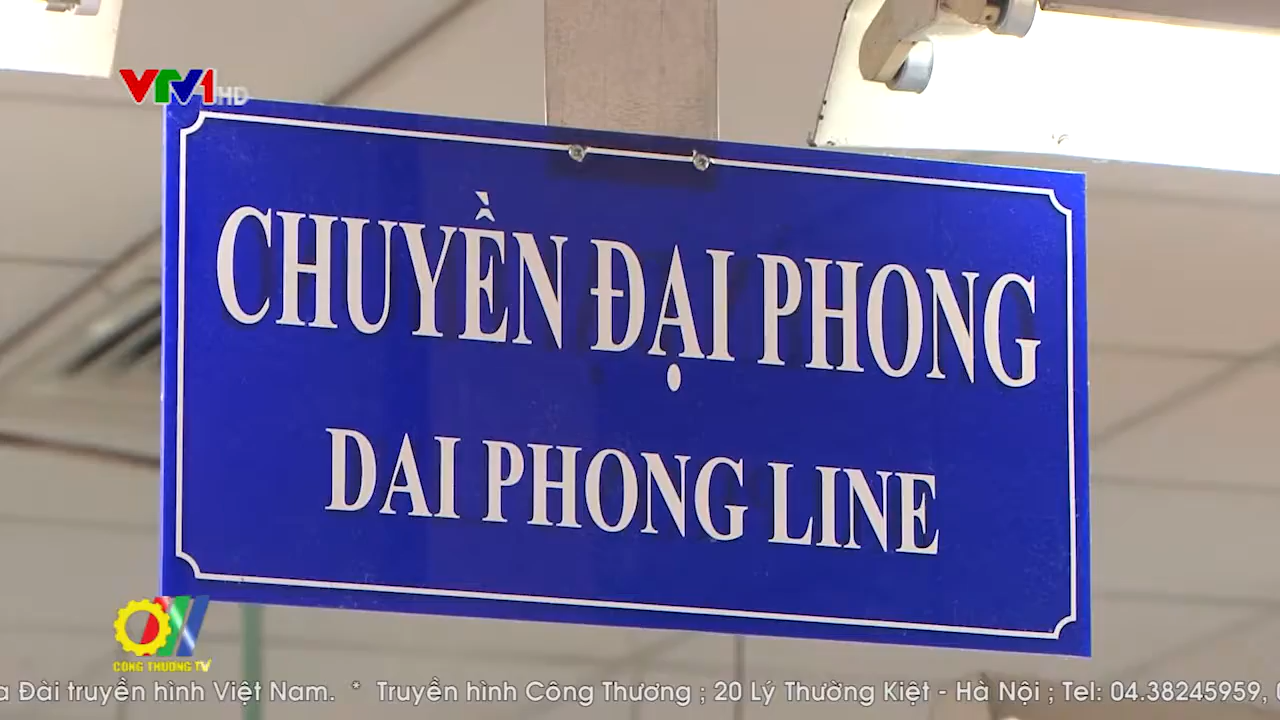 VTV1 HD
CHUYỀN ĐẠI PHONG
DAI PHONG LINE
CÔNG THƯƠNG TV
a Đài truyền hình Việt Nam. * Truyền hình Công Thương ; 20 Lý Thường Kiệt - Hà Nội ; Tel: 04.38245959,